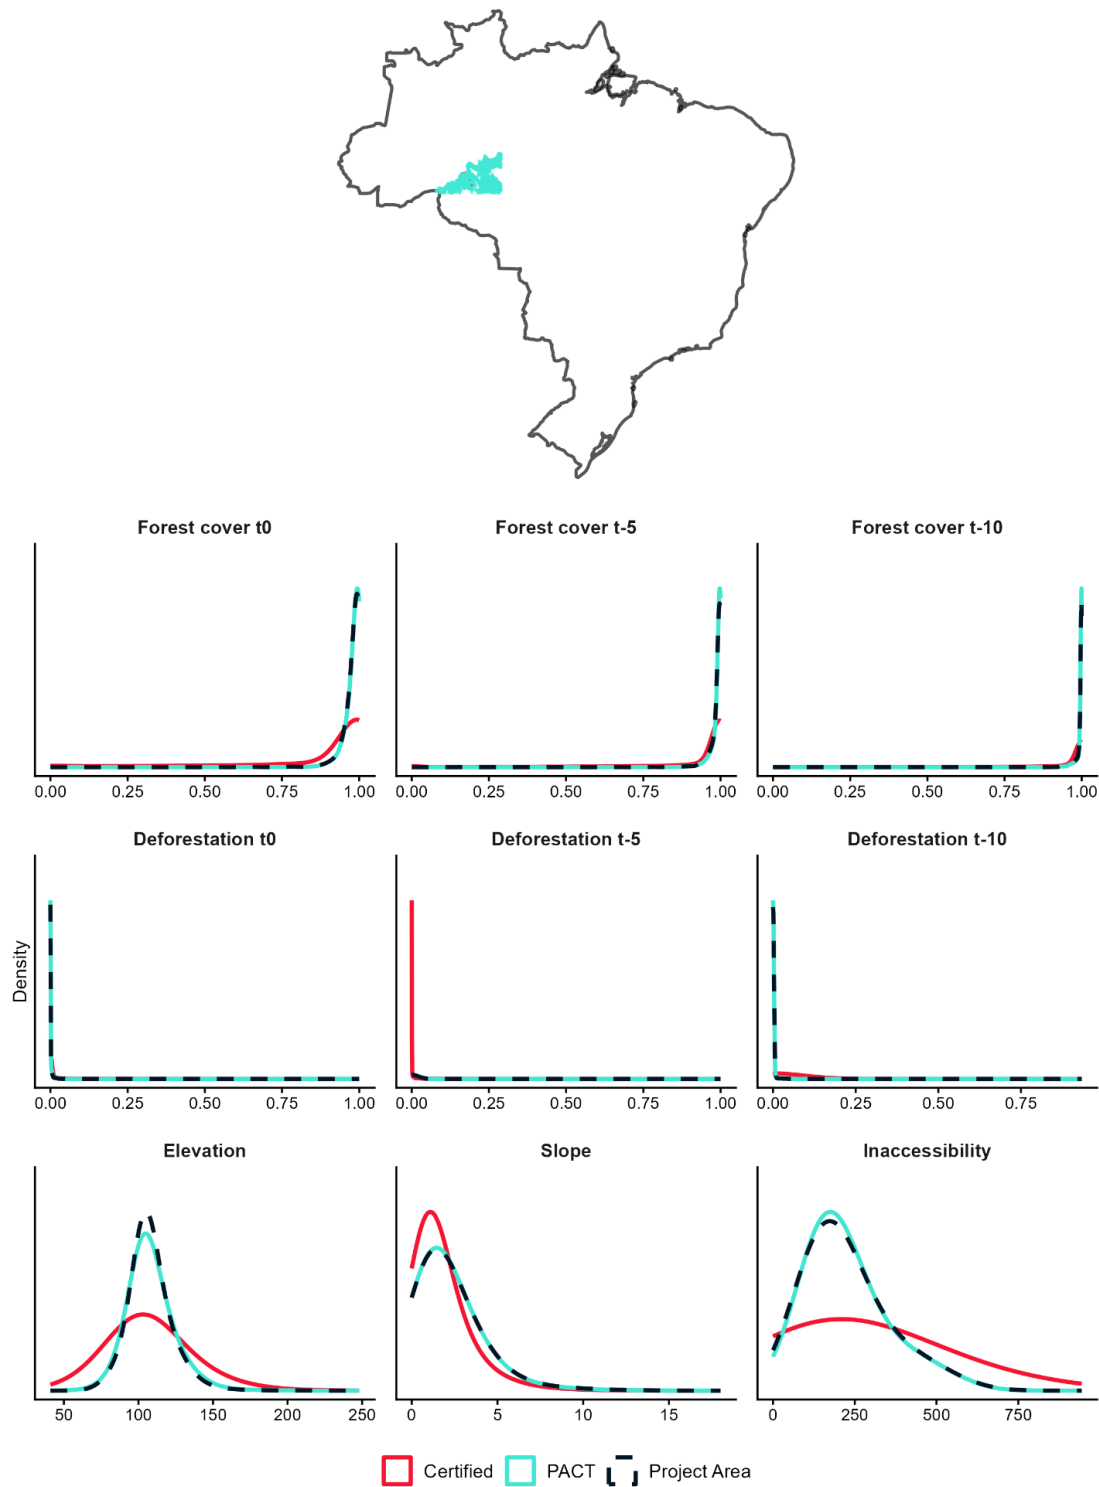 Forest cover t0
Forest cover t-5
Forest cover t-10
0.00 0.25 0.50 0.75 1.00
0.00 0.25 0.50 0.75 1.00
0.00 0.25 0.50 0.75 1.00
Deforestation t0
Deforestation t-5
Deforestation t-10
Density
0.00 0.25 0.50 0.75 1.00
0.00 0.25 0.50 0.75 1.00
0.00 0.25 0.50 0.75
Elevation
Slope
Inaccessibility
50 100 150 200 250
0 5 10 15
0 250 500 750
Certified PACT Project Area